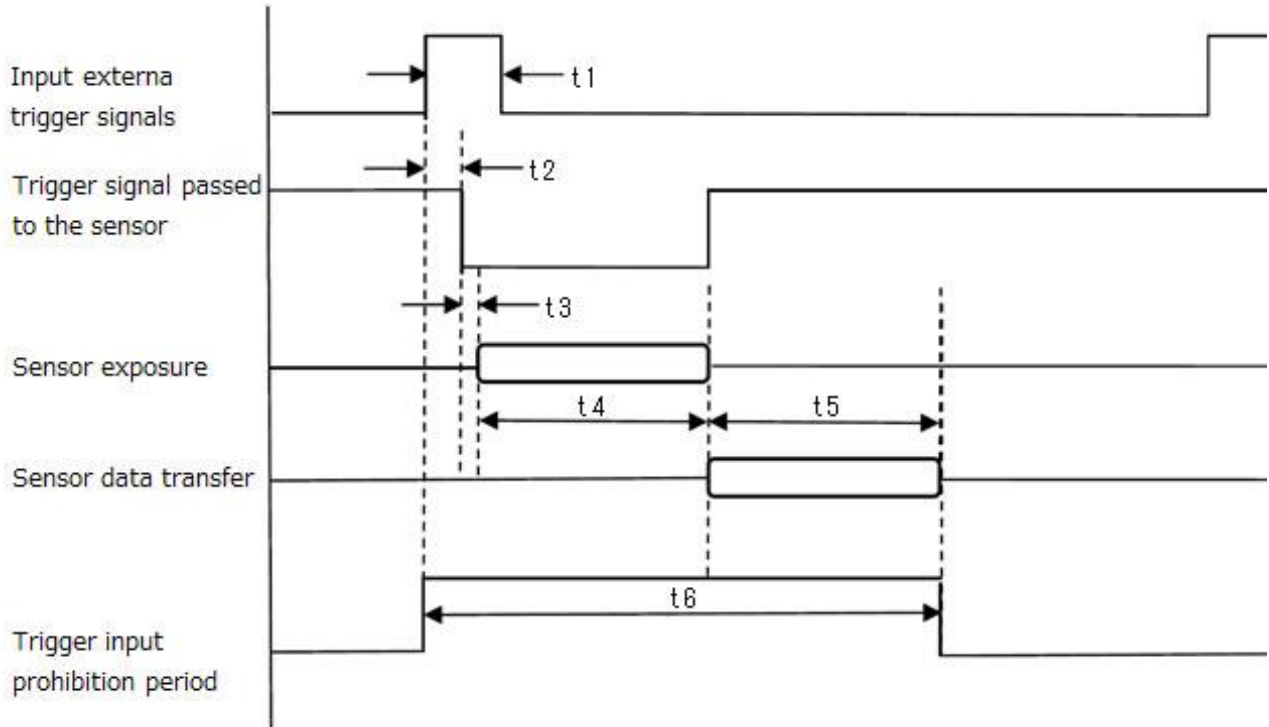 Input externa
trigger signals
t1
t2
Trigger signal passed
to the sensor
t3
Sensor exposure
t4
t5
Sensor data transfer
t6
Trigger input
prohibition period